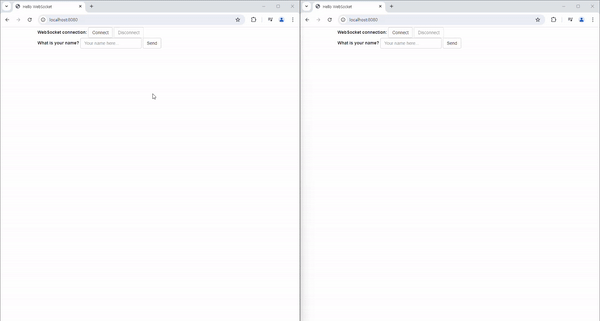 Hello WebSocket
localhost:8080
WebSocket connection: Connect Disconnect
What is your name? Your name here... Send
Hello WebSocket
localhost:8080
WebSocket connection: Connect Disconnect
What is your name? Your name here... Send